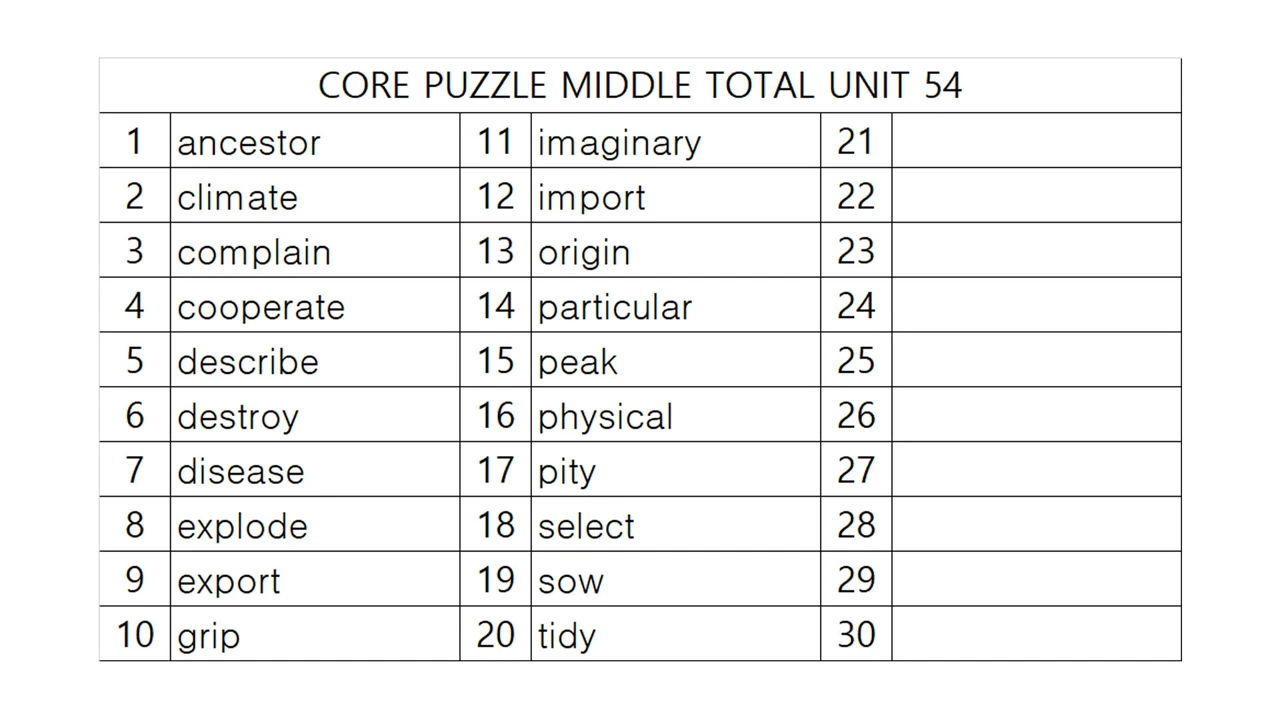 CORE PUZZLE MIDDLE TOTAL UNIT 54
1 ancestor 11 imaginary 21
2 climate 12 import 22
3 complain 13 origin 23
4 cooperate 14 particular 24
5 describe 15 peak 25
6 destroy 16 physical 26
7 disease 17 pity 27
8 explode 18 select 28
9 export 19 sow 29
10 grip 20 tidy 30